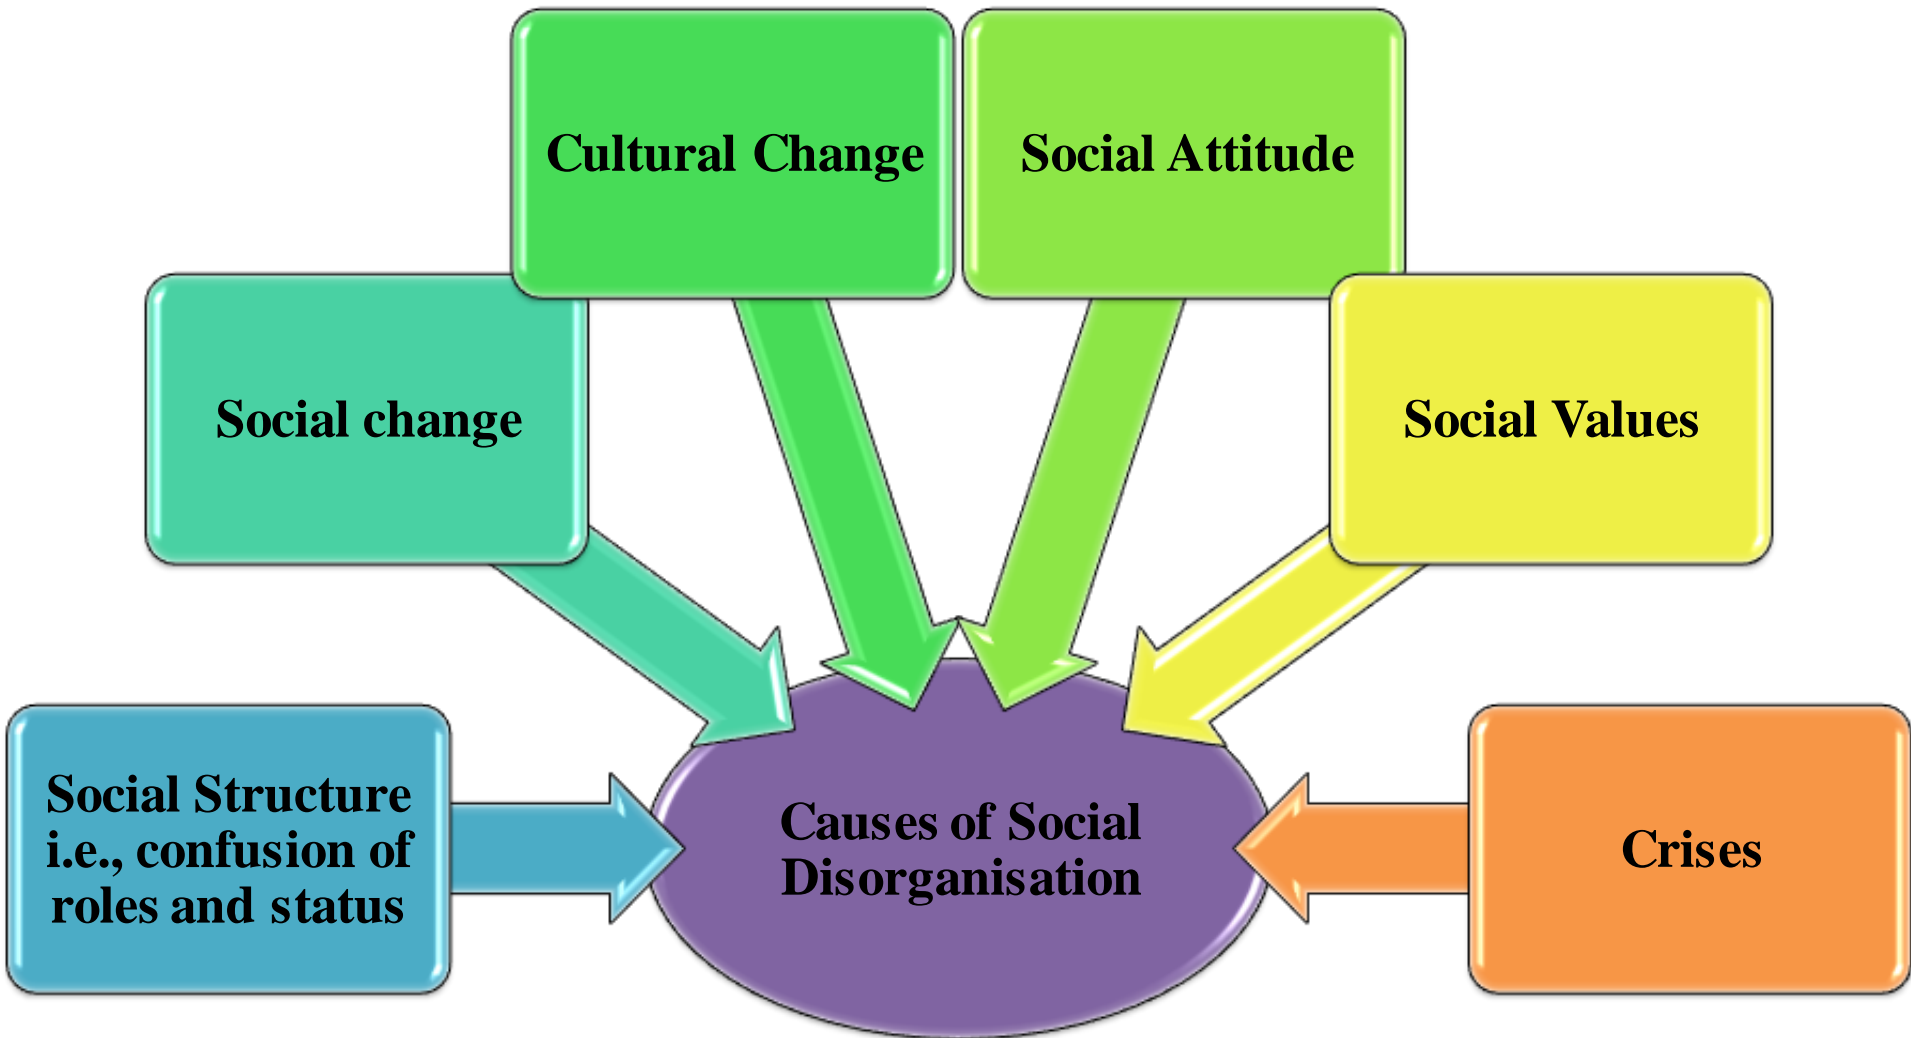 Cultural Change
Social Attitude
Social change
Social Values
Social Structure
i.e., confusion of
roles and status
Causes of Social
Disorganisation
Crises